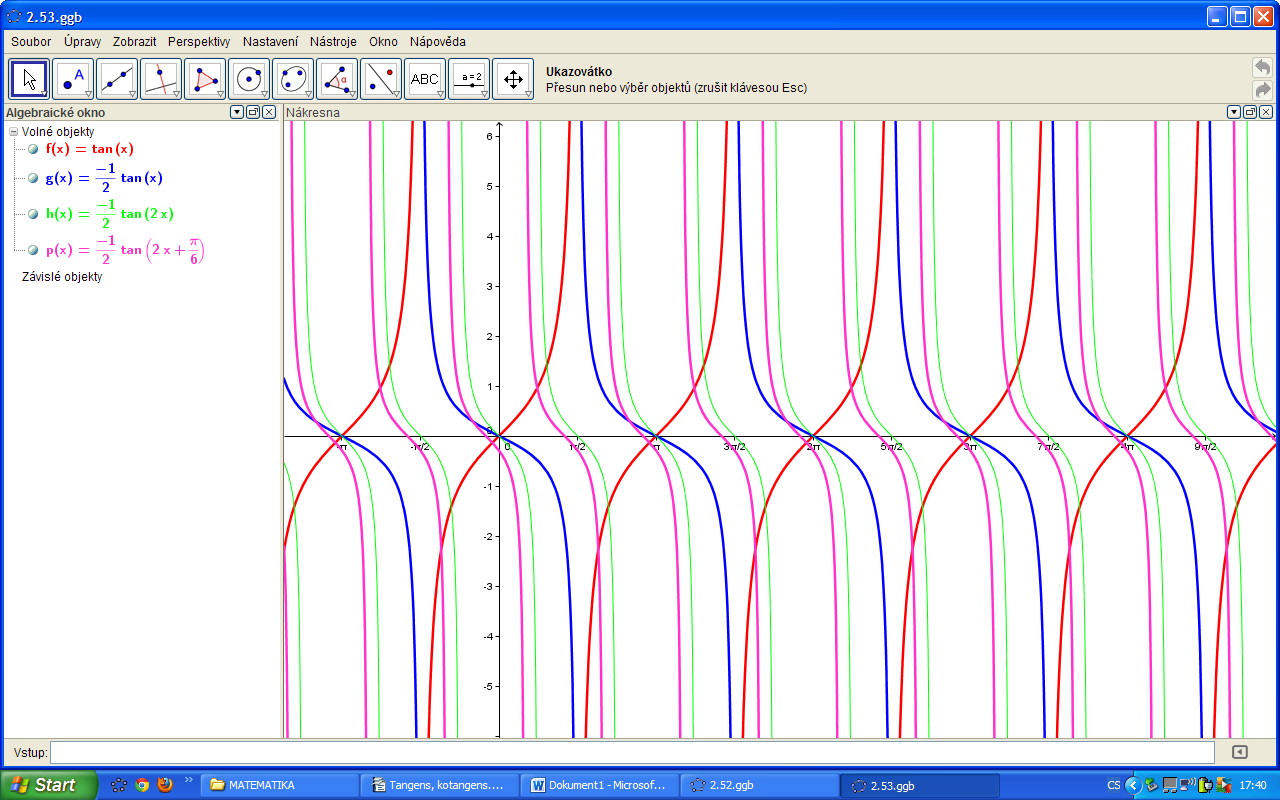 2.53.ggb
Soubor Úpravy Zobrazit Perspektivy Nastavení Nástroje Okno Nápověda
A α ABC a = 2
Ukazovátko
Přesun nebo výběr objektů (zrušit klávesou Esc)
Algebraické okno
Nákresna
Volné objekty
f(x) = tan (x)
g(x) = −1/2 tan (x)
h(x) = −1/2 tan (2 x)
p(x) = −1/2 tan (2 x + π/6)
Závislé objekty
6
5
4
3
2
1
0
-π -π/2 0 π/2 π 3π/2 2π 5π/2 3π 7π/2 4π 9π/2
-1
-2
-3
-4
-5
Vstup:
Start » MATEMATIKA Tangens, kotangens.... Dokument1 - Microsof... 2.52.ggb 2.53.ggb CS 17:40